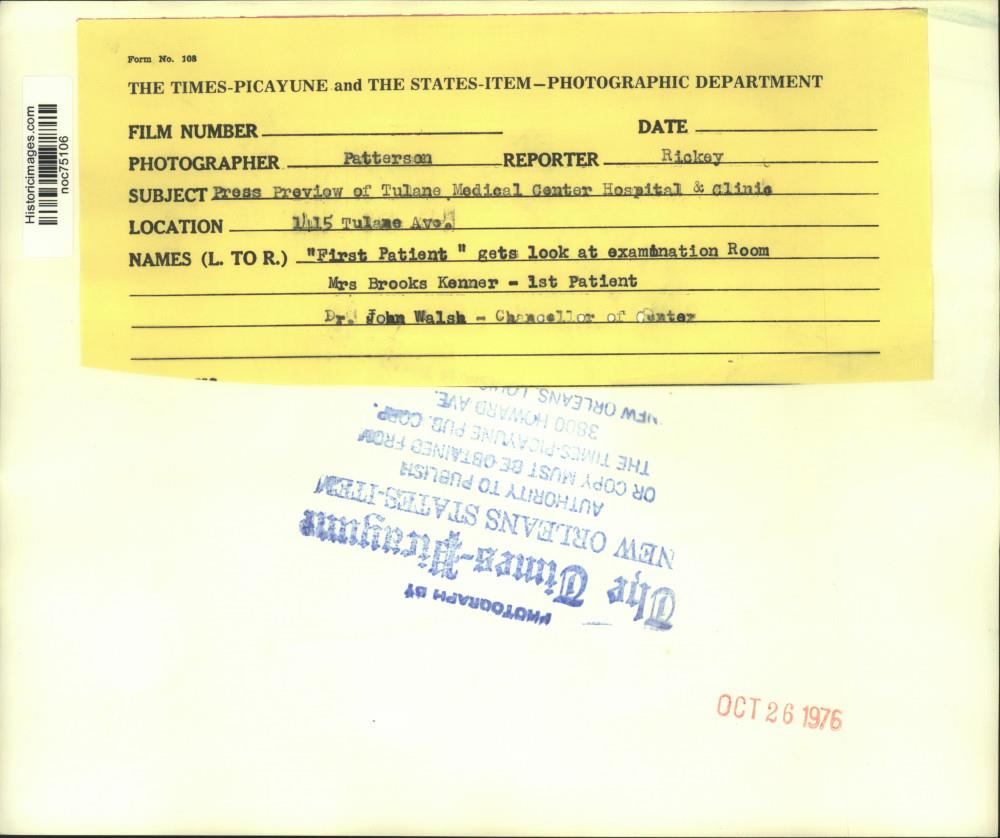 Form No. 108
THE TIMES-PICAYUNE and THE STATES-ITEM—PHOTOGRAPHIC DEPARTMENT
FILM NUMBER
DATE
PHOTOGRAPHER Patterson REPORTER Rickey
SUBJECT Press Preview of Tulane Medical Center Hospital & Clinic
LOCATION 1415 Tulane Ave.
NAMES (L. TO R.) "First Patient " gets look at examination Room
Mrs Brooks Kenner - 1st Patient
Dr. John Walsh - Chancellor of Center
Historicimages.com
noc75106
PHOTOGRAPH BY
The Times-Picayune
NEW ORLEANS STATES-ITEM
AUTHORITY TO PUBLISH
OR COPY MUST BE OBTAINED FROM
THE TIMES-PICAYUNE PUB. CORP.
3800 HOWARD AVE.
NEW ORLEANS,
OCT 26 1976